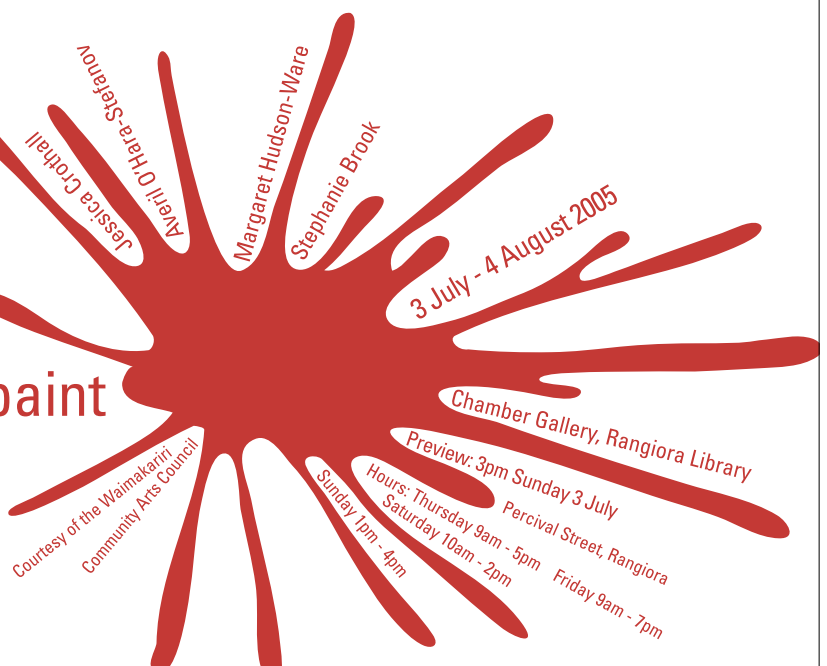 Jessica Crothall
Averil O'Hara-Stefanov
Margaret Hudson-Ware
Stephanie Brook
3 July - 4 August 2005
paint
Chamber Gallery, Rangiora Library
Preview: 3pm Sunday 3 July
Percival Street, Rangiora
Hours: Thursday 9am - 5pm Friday 9am - 7pm
Saturday 10am - 2pm
Sunday 1pm - 4pm
Courtesy of the Waimakariri
Community Arts Council